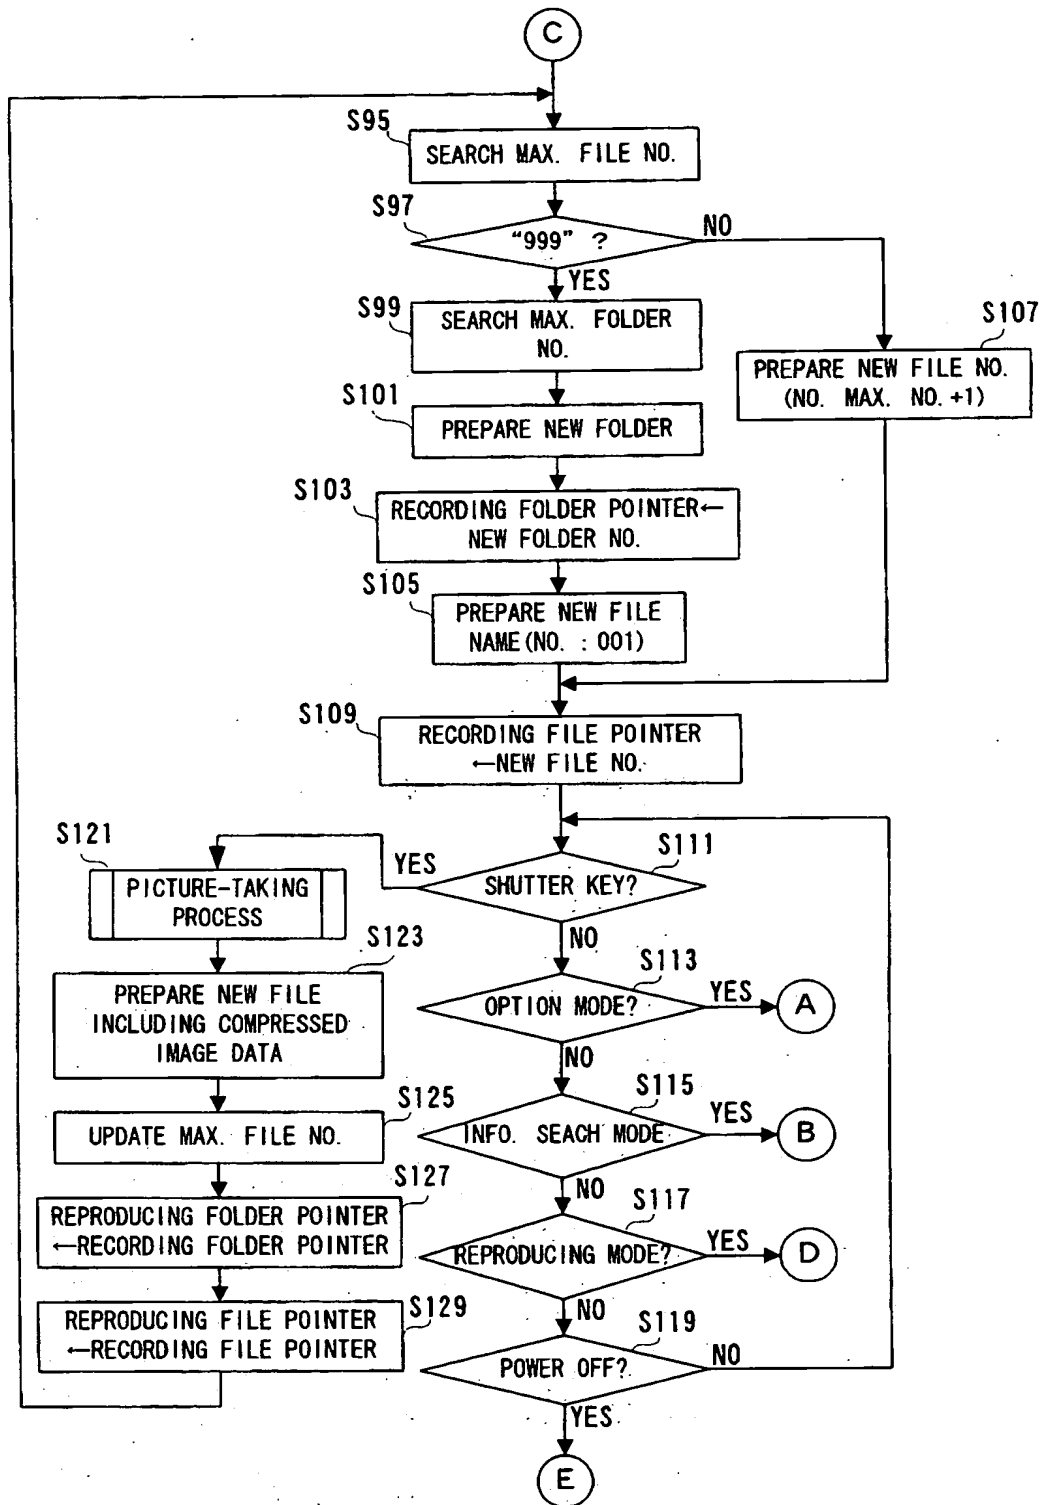 C
S95
SEARCH MAX. FILE NO.
S97
“999” ?
NO
YES
S99
SEARCH MAX. FOLDER
NO.
S107
PREPARE NEW FILE NO.
(NO. MAX. NO.+1)
S101
PREPARE NEW FOLDER
S103
RECORDING FOLDER POINTER←
NEW FOLDER NO.
S105
PREPARE NEW FILE
NAME(NO. : 001)
S109
RECORDING FILE POINTER
←NEW FILE NO.
S111
SHUTTER KEY?
YES
NO
S121
PICTURE-TAKING
PROCESS
S113
OPTION MODE?
YES
A
NO
S123
PREPARE NEW FILE
INCLUDING COMPRESSED
IMAGE DATA
S115
INFO. SEACH MODE
YES
B
NO
S125
UPDATE MAX. FILE NO.
S117
REPRODUCING MODE?
YES
D
NO
S127
REPRODUCING FOLDER POINTER
←RECORDING FOLDER POINTER
S119
POWER OFF?
NO
YES
S129
REPRODUCING FILE POINTER
←RECORDING FILE POINTER
E